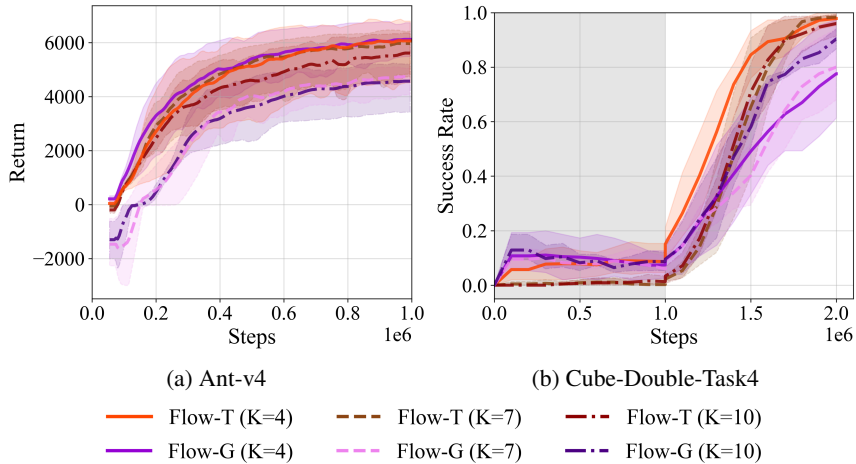 6000
4000
2000
0
−2000
Return
0.0 0.2 0.4 0.6 0.8 1.0
Steps 1e6
1.0
0.8
0.6
0.4
0.2
0.0
Success Rate
0.0 0.5 1.0 1.5 2.0
Steps 1e6
(a) Ant-v4 (b) Cube-Double-Task4
Flow-T (K=4) Flow-T (K=7) Flow-T (K=10)
Flow-G (K=4) Flow-G (K=7) Flow-G (K=10)